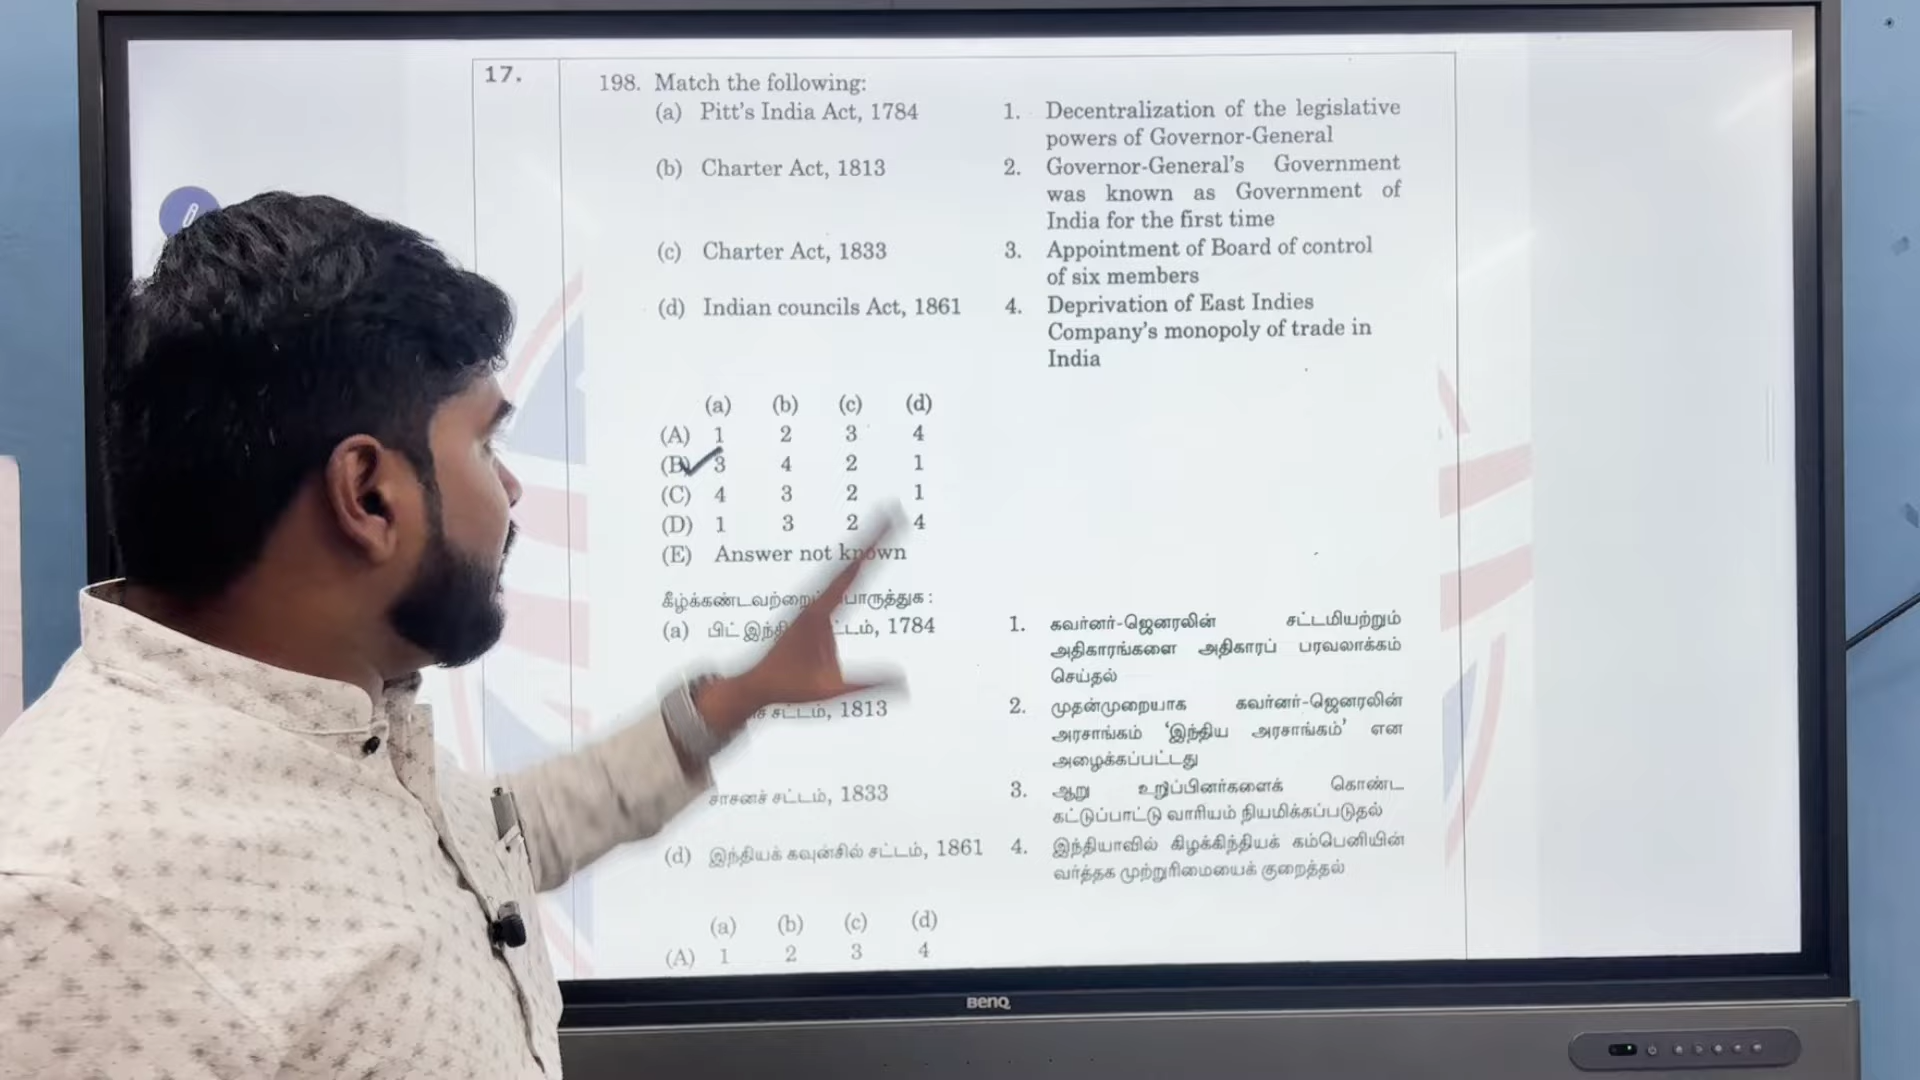 17.
198. Match the following:
(a) Pitt's India Act, 1784
1. Decentralization of the legislative
powers of Governor-General
(b) Charter Act, 1813
2. Governor-General's Government
was known as Government of
India for the first time
(c) Charter Act, 1833
3. Appointment of Board of control
of six members
(d) Indian councils Act, 1861
4. Deprivation of East Indies
Company's monopoly of trade in
India
(a) (b) (c) (d)
(A) 1 2 3 4
(B) 3 4 2 1
(C) 4 3 2 1
(D) 1 3 2 4
(E) Answer not known
கீழ்க்கண்டவற்றைப் பொருத்துக :
(a) பிட் இந்திய சட்டம், 1784
1. கவர்னர்-ஜெனரலின் சட்டமியற்றும்
அதிகாரங்களை அதிகாரப் பரவலாக்கம்
செய்தல்
சட்டம், 1813
2. முதன்முறையாக கவர்னர்-ஜெனரலின்
அரசாங்கம் 'இந்திய அரசாங்கம்' என
அழைக்கப்பட்டது
சாசனச் சட்டம், 1833
3. ஆறு உறுப்பினர்களைக் கொண்ட
கட்டுப்பாட்டு வாரியம் நியமிக்கப்படுதல்
(d) இந்தியக் கவுன்சில் சட்டம், 1861
4. இந்தியாவில் கிழக்கிந்தியக் கம்பெனியின்
வர்த்தக முற்றுரிமையைக் குறைத்தல்
(a) (b) (c) (d)
(A) 1 2 3 4
BenQ